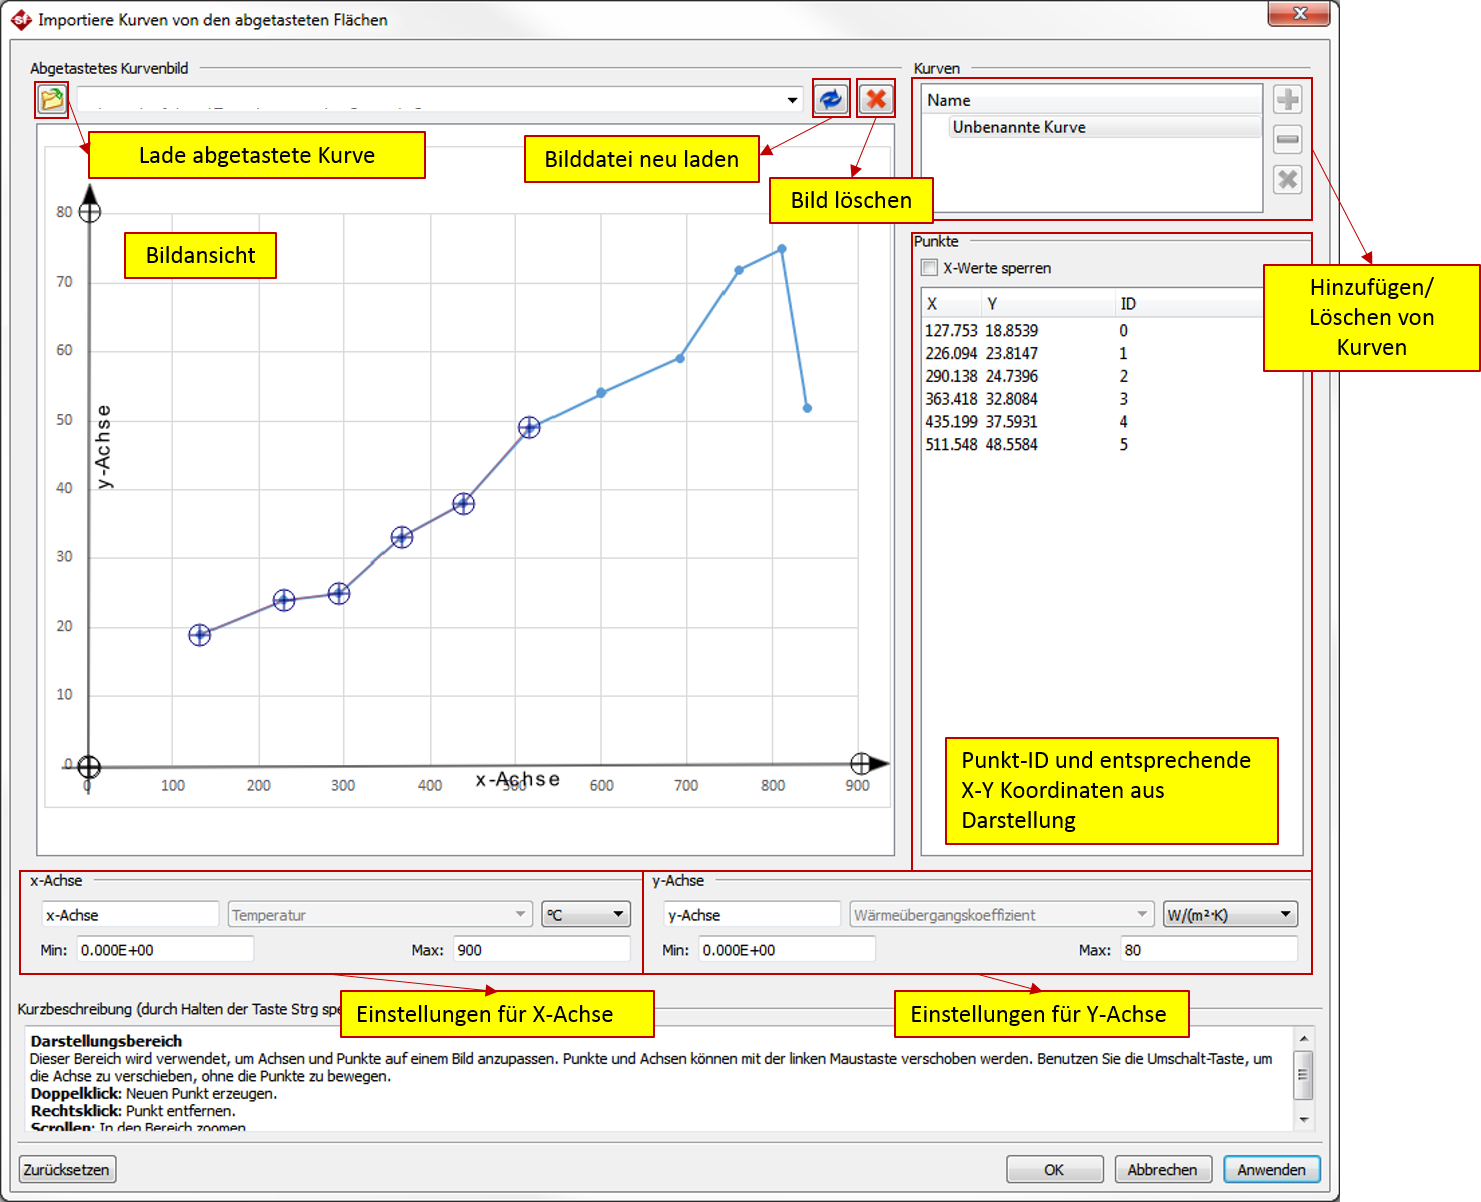 Importiere Kurven von den abgetasteten Flächen
Abgetastetes Kurvenbild
Kurven
Name
Unbenannte Kurve
Lade abgetastete Kurve
Bilddatei neu laden
Bild löschen
Bildansicht
Hinzufügen/
Löschen von
Kurven
80
70
60
50
40
30
20
10
0
y-Achse
0 100 200 300 400 500 600 700 800 900
x-Achse
Punkte
X-Werte sperren
X Y ID
127.753 18.8539 0
226.094 23.8147 1
290.138 24.7396 2
363.418 32.8084 3
435.199 37.5931 4
511.548 48.5584 5
Punkt-ID und entsprechende
X-Y Koordinaten aus
Darstellung
x-Achse
x-Achse Temperatur °C
Min: 0.000E+00 Max: 900
y-Achse
y-Achse Wärmeübergangskoeffizient W/(m²·K)
Min: 0.000E+00 Max: 80
Einstellungen für X-Achse
Einstellungen für Y-Achse
Kurzbeschreibung (durch Halten der Taste Strg spe
Darstellungsbereich
Dieser Bereich wird verwendet, um Achsen und Punkte auf einem Bild anzupassen. Punkte und Achsen können mit der linken Maustaste verschoben werden. Benutzen Sie die Umschalt-Taste, um
die Achse zu verschieben, ohne die Punkte zu bewegen.
Doppelklick: Neuen Punkt erzeugen.
Rechtsklick: Punkt entfernen.
Scrollen: In den Bereich zoomen
Zurücksetzen
OK
Abbrechen
Anwenden